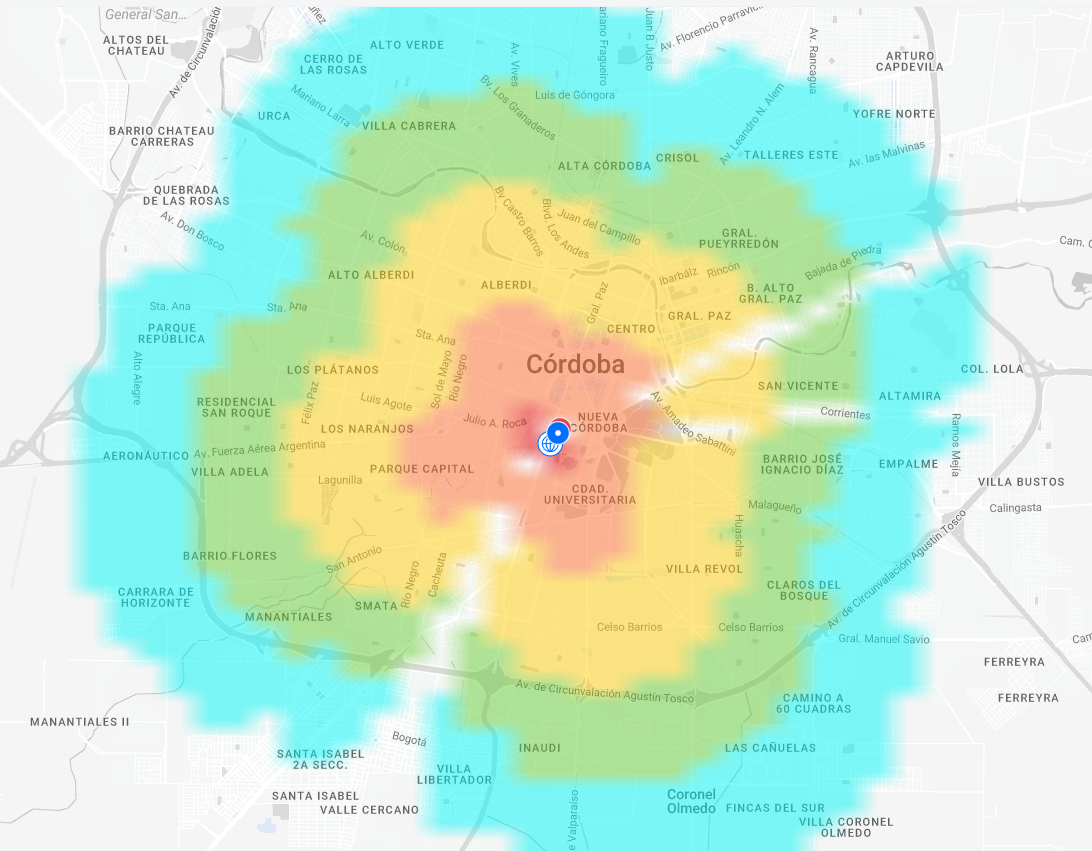 General San...
ALTOS DEL
CHATEAU
Av. de Circunvalación
ALTO VERDE
CERRO DE
LAS ROSAS
Av. Vives
Mariano Fragueiro
Juan B Justo
Av. Florencio Parravicini
Av. Rancagua
ARTURO
CAPDEVILA
Mariano Larra
URCA
Bv. Los Granaderos
Luis de Góngora
Av. Leandro N. Alem
YOFRE NORTE
BARRIO CHATEAU
CARRERAS
VILLA CABRERA
ALTA CÓRDOBA
CRISOL
TALLERES ESTE
Av. las Malvinas
QUEBRADA
DE LAS ROSAS
Av. Don Bosco
Bv. Castro Barros
Blvd. Los Andes
Juan del Campillo
Av. Colón
GRAL.
PUEYRREDÓN
Bajada de Piedra
Cam. C
ALTO ALBERDI
ALBERDI
Gral. Paz
Ibarbálz
Rincón
B. ALTO
GRAL. PAZ
Sta. Ana
Sta. Ana
PARQUE
REPÚBLICA
Sta. Ana
CENTRO
GRAL. PAZ
Alto Alegre
LOS PLÁTANOS
Sol de Mayo
Río Negro
Córdoba
SAN VICENTE
COL. LOLA
RESIDENCIAL
SAN ROQUE
Félix Paz
Luis Agote
Julio A. Roca
NUEVA
CÓRDOBA
Av. Amadeo Sabattini
Corrientes
ALTAMIRA
Ramos Mejía
LOS NARANJOS
AERONÁUTICO
Av. Fuerza Aérea Argentina
VILLA ADELA
Lagunilla
PARQUE CAPITAL
BARRIO JOSÉ
IGNACIO DÍAZ
EMPALME
VILLA BUSTOS
CDAD.
UNIVERSITARIA
Malagueño
Calingasta
Huascha
BARRIO FLORES
San Antonio
Río Negro
Cacheuta
VILLA REVOL
Av. de Circunvalación Agustín Tosco
CARRARA DE
HORIZONTE
SMATA
MANANTIALES
CLAROS DEL
BOSQUE
Celso Barrios
Celso Barrios
Gral. Manuel Savio
FERREYRA
Av. de Circunvalación Agustín Tosco
FERREYRA
CAMINO A
60 CUADRAS
MANANTIALES II
Bogotá
INAUDI
LAS CAÑUELAS
SANTA ISABEL
2A SECC.
VILLA
LIBERTADOR
SANTA ISABEL
VALLE CERCANO
e Valparaíso
Coronel
Olmedo
FINCAS DEL SUR
VILLA CORONEL
OLMEDO